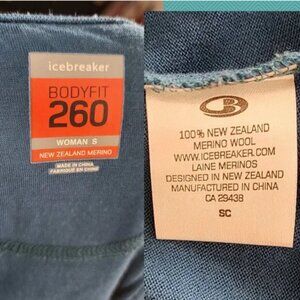 icebreaker
BODYFIT
260
WOMAN S
NEW ZEALAND MERINO
MADE IN CHINA
FABRIQUÉ EN CHINE
100% NEW ZEALAND
MERINO WOOL
WWW.ICEBREAKER.COM
LAINE MERINOS
DESIGNED IN NEW ZEALAND
MANUFACTURED IN CHINA
CA 29438
SC